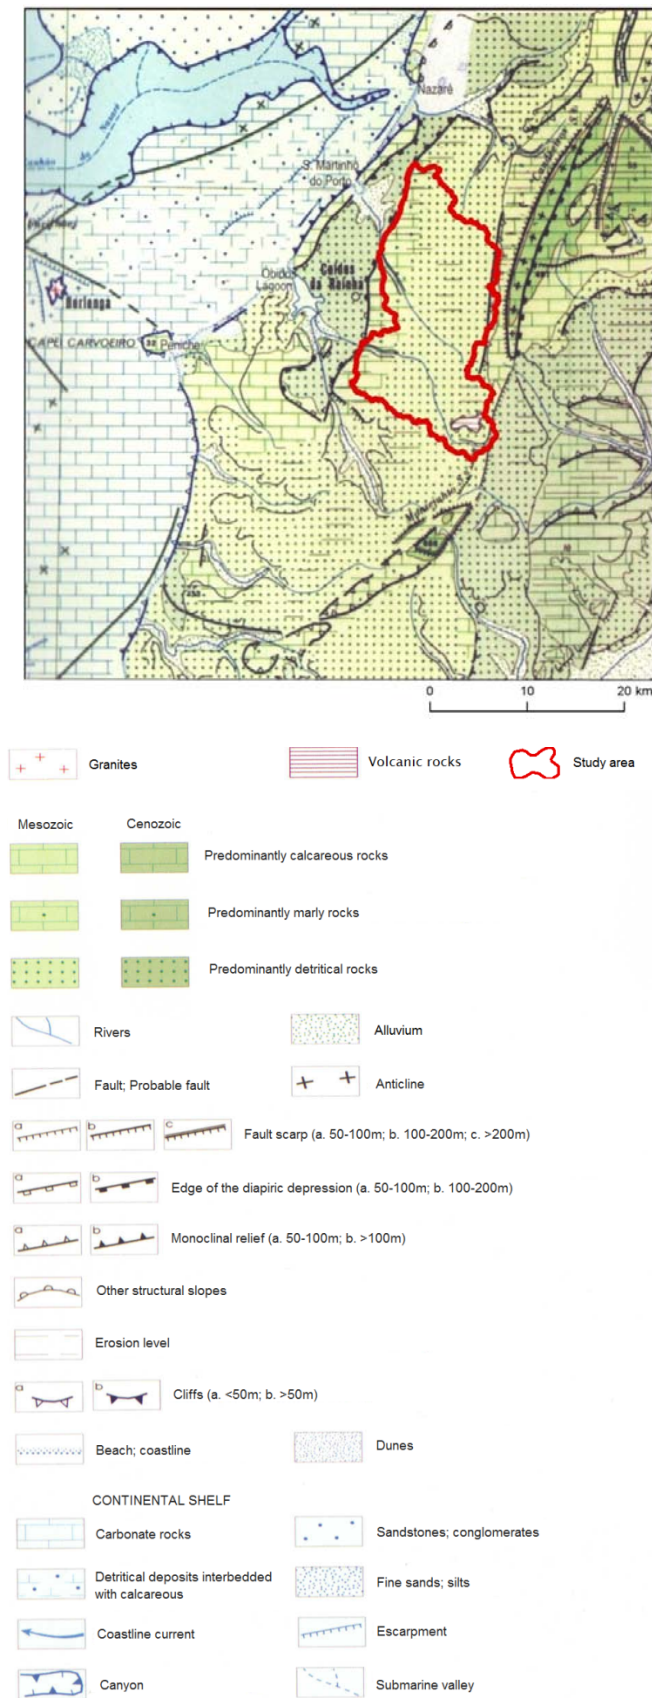 Nazaré
Canhão da Nazaré
S. Martinho
do Porto
Óbidos
Lagoon
Caldas
da Rainha
Berlenga
CAPE CARVOEIRO
Peniche
0 10 20 km
Granites
Volcanic rocks
Study area
Mesozoic Cenozoic
Predominantly calcareous rocks
Predominantly marly rocks
Predominantly detritical rocks
Rivers
Alluvium
Fault; Probable fault
Anticline
a b c
Fault scarp (a. 50-100m; b. 100-200m; c. >200m)
a b
Edge of the diapiric depression (a. 50-100m; b. 100-200m)
a b
Monoclinal relief (a. 50-100m; b. >100m)
Other structural slopes
Erosion level
a b
Cliffs (a. <50m; b. >50m)
Beach; coastline
Dunes
CONTINENTAL SHELF
Carbonate rocks
Sandstones; conglomerates
Detritical deposits interbedded
with calcareous
Fine sands; silts
Coastline current
Escarpment
Canyon
Submarine valley